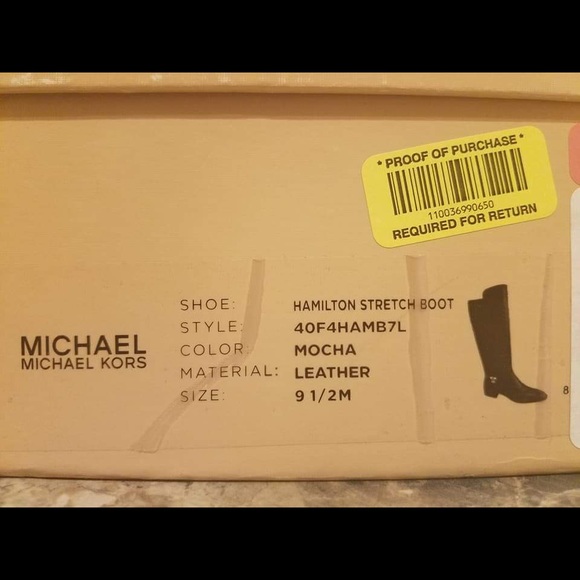 * PROOF OF PURCHASE *
110036990650
REQUIRED FOR RETURN
MICHAEL
MICHAEL KORS
SHOE: HAMILTON STRETCH BOOT
STYLE: 40F4HAMB7L
COLOR: MOCHA
MATERIAL: LEATHER
SIZE: 9 1/2M
8